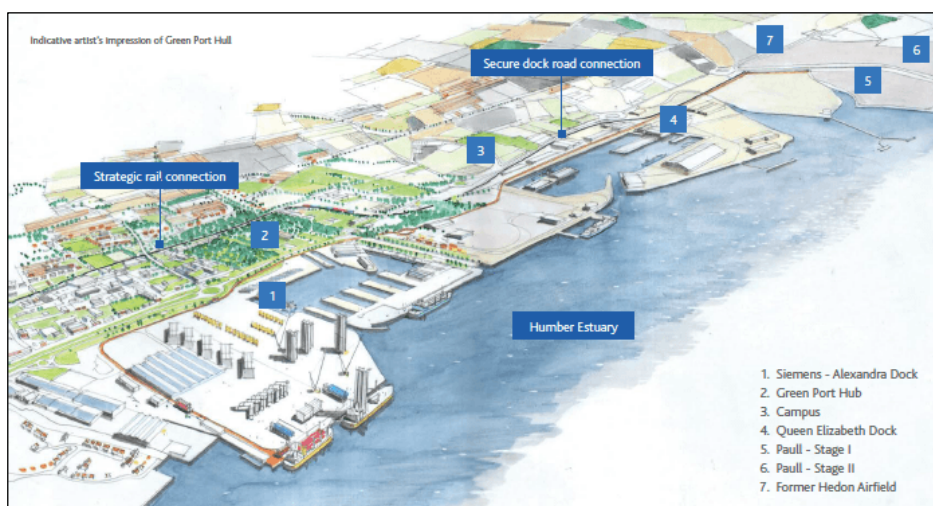 Indicative artist's impression of Green Port Hull
7
6
Secure dock road connection
5
4
3
Strategic rail connection
2
1
Humber Estuary
1. Siemens - Alexandra Dock
2. Green Port Hub
3. Campus
4. Queen Elizabeth Dock
5. Paull - Stage I
6. Paull - Stage II
7. Former Hedon Airfield